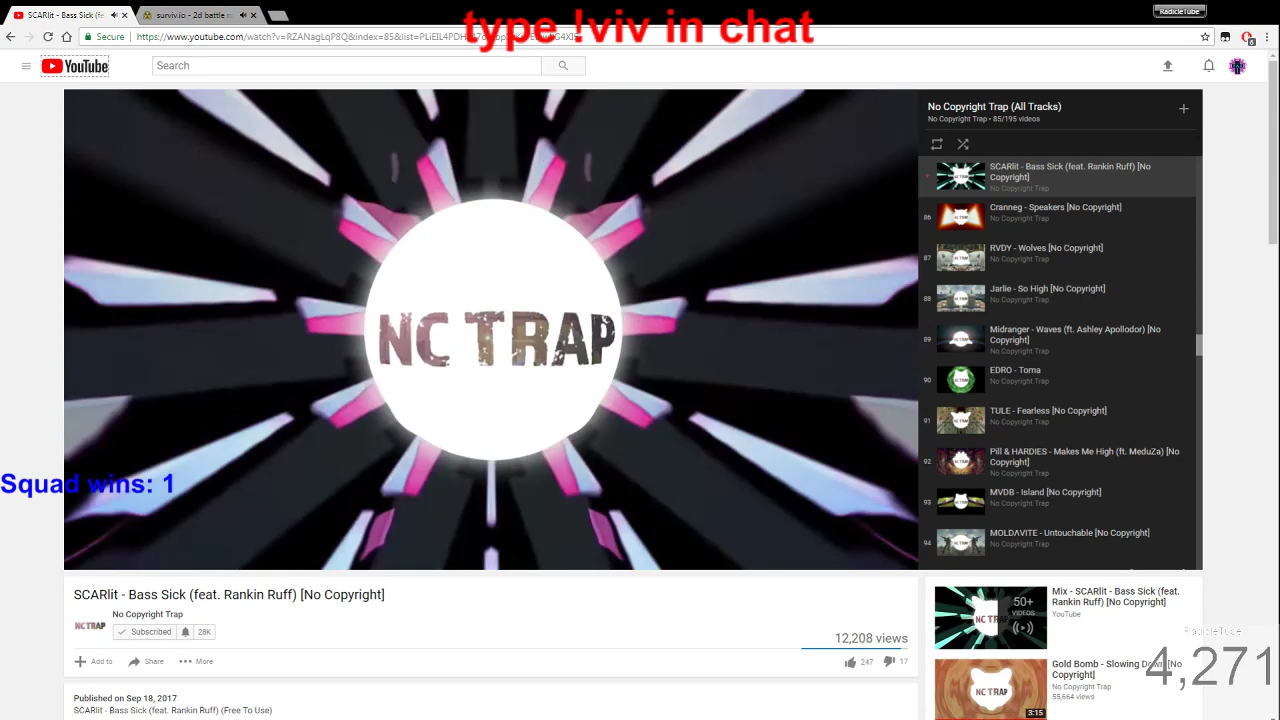 SCARlit - Bass Sick (fe
surviv.io - 2d battle r
RadicleTube
type !viv in chat
Secure
https://www.youtube.com/watch?v=RZANagLqP8Q&index=85&list=PLiEIL4PDH
YouTube
Search
NC TRAP
No Copyright Trap (All Tracks)
No Copyright Trap • 85/195 videos
SCARlit - Bass Sick (feat. Rankin Ruff) [No
Copyright]
No Copyright Trap
86
Cranneg - Speakers [No Copyright]
No Copyright Trap
87
RVDY - Wolves [No Copyright]
No Copyright Trap
88
Jarlie - So High [No Copyright]
No Copyright Trap
89
Midranger - Waves (ft. Ashley Apollodor) [No
Copyright]
No Copyright Trap
90
EDRO - Toma
No Copyright Trap
91
TULE - Fearless [No Copyright]
No Copyright Trap
92
Pill & HARDIES - Makes Me High (ft. MeduZa) [No
Copyright]
No Copyright Trap
93
MVDB - Island [No Copyright]
No Copyright Trap
94
MOLDΛVITE - Untouchable [No Copyright]
No Copyright Trap
Squad wins: 1
SCARlit - Bass Sick (feat. Rankin Ruff) [No Copyright]
NC TRAP
No Copyright Trap
Subscribed
28K
12,208 views
Add to
Share
More
247
17
Published on Sep 18, 2017
SCARlit - Bass Sick (feat. Rankin Ruff) (Free To Use)
50+
VIDEOS
Mix - SCARlit - Bass Sick (feat.
Rankin Ruff) [No Copyright]
YouTube
RadicleTube
4,271
NC TRAP
3:15
Gold Bomb - Slowing Down [No
Copyright]
No Copyright Trap
55,664 views